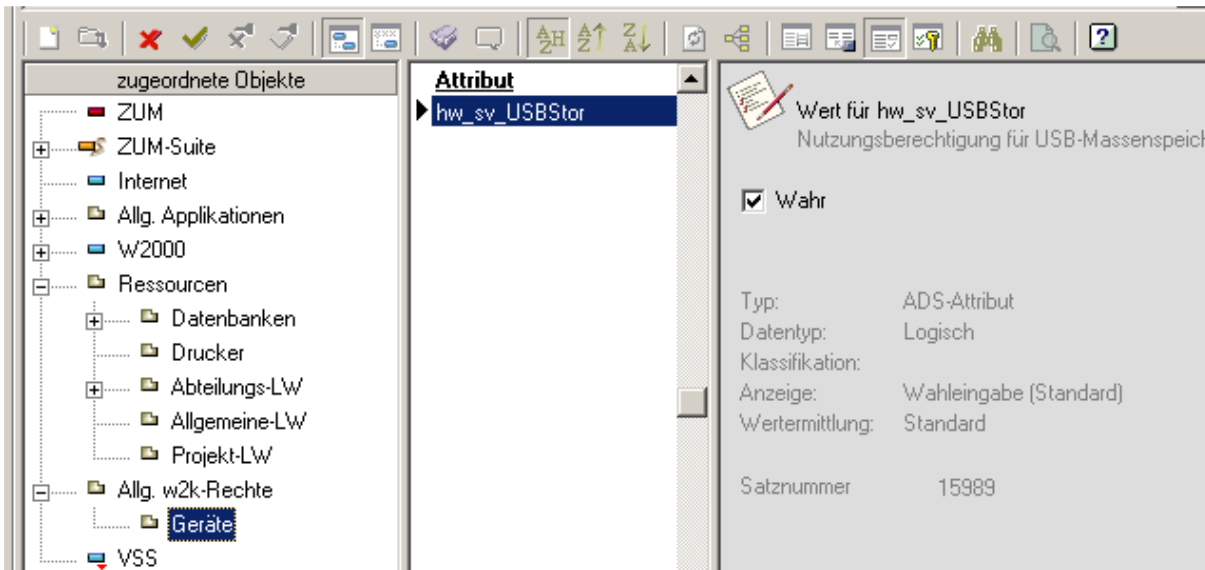 zugeordnete Objekte
ZUM
ZUM-Suite
Internet
Allg. Applikationen
W2000
Ressourcen
Datenbanken
Drucker
Abteilungs-LW
Allgemeine-LW
Projekt-LW
Allg. w2k-Rechte
Geräte
VSS
Attribut
hw_sv_USBStor
Wert für hw_sv_USBStor
Nutzungsberechtigung für USB-Massenspeich
Wahr
Typ: ADS-Attribut
Datentyp: Logisch
Klassifikation:
Anzeige: Wahleingabe (Standard)
Wertermittlung: Standard
Satznummer 15989